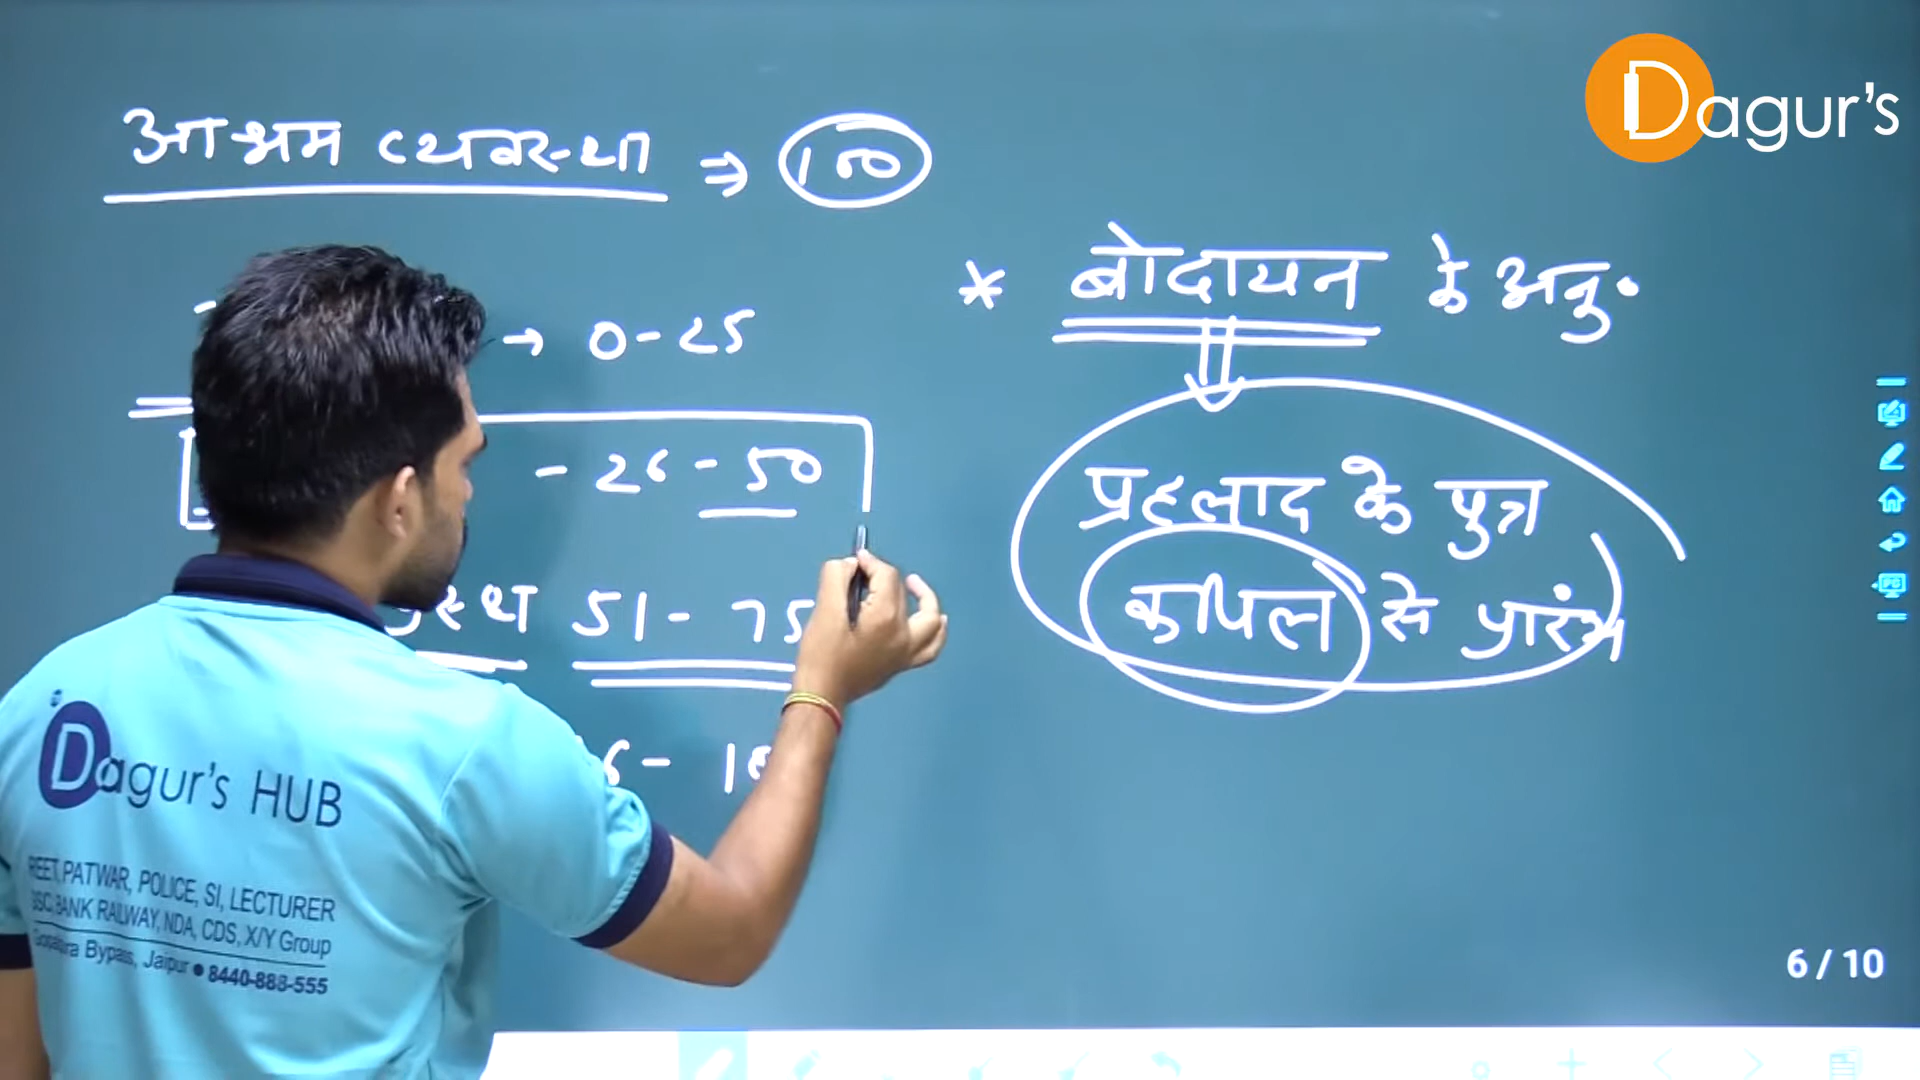 Dagur's
आश्रम व्यवस्था ⇒ 100
→ 0-25
- 26-50
स्थ 51-75
6-
* बोदायन के अनु॰
प्रहलाद के पुत्र
कपिल से प्रारंभ
6 / 10
Dagur's HUB
REET, PATWAR, POLICE, SI, LECTURER
SSC, BANK RAILWAY, NDA, CDS, X/Y Group
Gopalpura Bypass, Jaipur ● 8440-888-555